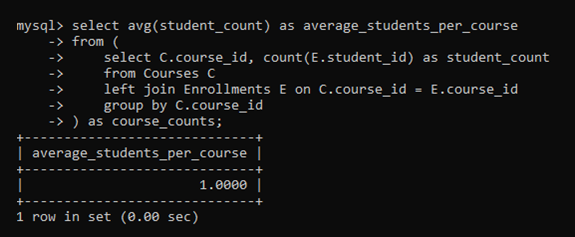 mysql> select avg(student_count) as average_students_per_course
    -> from (
    ->     select C.course_id, count(E.student_id) as student_count
    ->     from Courses C
    ->     left join Enrollments E on C.course_id = E.course_id
    ->     group by C.course_id
    -> ) as course_counts;
+-----------------------------+
| average_students_per_course |
+-----------------------------+
|                      1.0000 |
+-----------------------------+
1 row in set (0.00 sec)